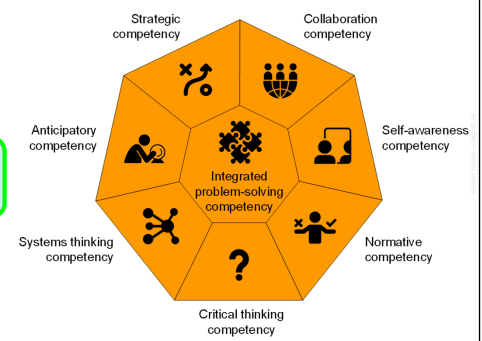 Strategic
competency
Collaboration
competency
Anticipatory
competency
Self-awareness
competency
Integrated
problem-solving
competency
Systems thinking
competency
Normative
competency
Critical thinking
competency